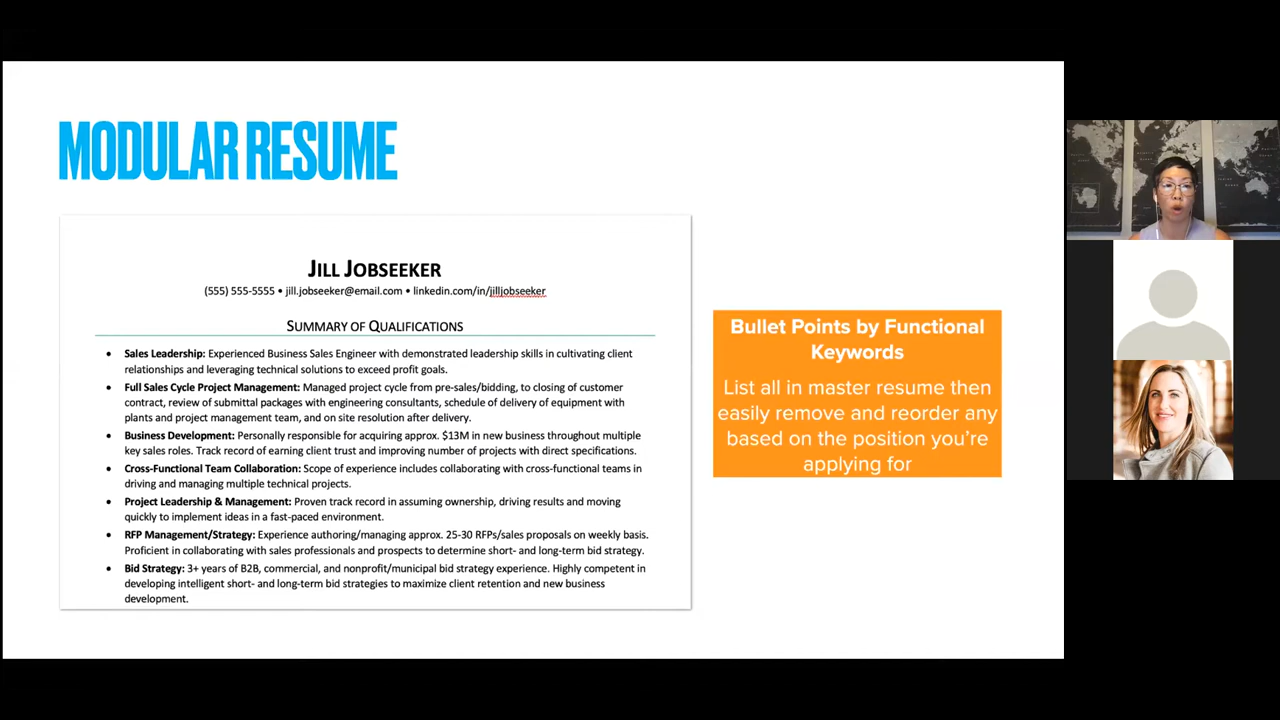 MODULAR RESUME
JILL JOBSEEKER
(555) 555-5555 • jill.jobseeker@email.com • linkedin.com/in/jilljobseeker
SUMMARY OF QUALIFICATIONS
• Sales Leadership: Experienced Business Sales Engineer with demonstrated leadership skills in cultivating client
relationships and leveraging technical solutions to exceed profit goals.
• Full Sales Cycle Project Management: Managed project cycle from pre-sales/bidding, to closing of customer
contract, review of submittal packages with engineering consultants, schedule of delivery of equipment with
plants and project management team, and on site resolution after delivery.
• Business Development: Personally responsible for acquiring approx. $13M in new business throughout multiple
key sales roles. Track record of earning client trust and improving number of projects with direct specifications.
• Cross-Functional Team Collaboration: Scope of experience includes collaborating with cross-functional teams in
driving and managing multiple technical projects.
• Project Leadership & Management: Proven track record in assuming ownership, driving results and moving
quickly to implement ideas in a fast-paced environment.
• RFP Management/Strategy: Experience authoring/managing approx. 25-30 RFPs/sales proposals on weekly basis.
Proficient in collaborating with sales professionals and prospects to determine short- and long-term bid strategy.
• Bid Strategy: 3+ years of B2B, commercial, and nonprofit/municipal bid strategy experience. Highly competent in
developing intelligent short- and long-term bid strategies to maximize client retention and new business
development.
Bullet Points by Functional
Keywords
List all in master resume then
easily remove and reorder any
based on the position you're
applying for